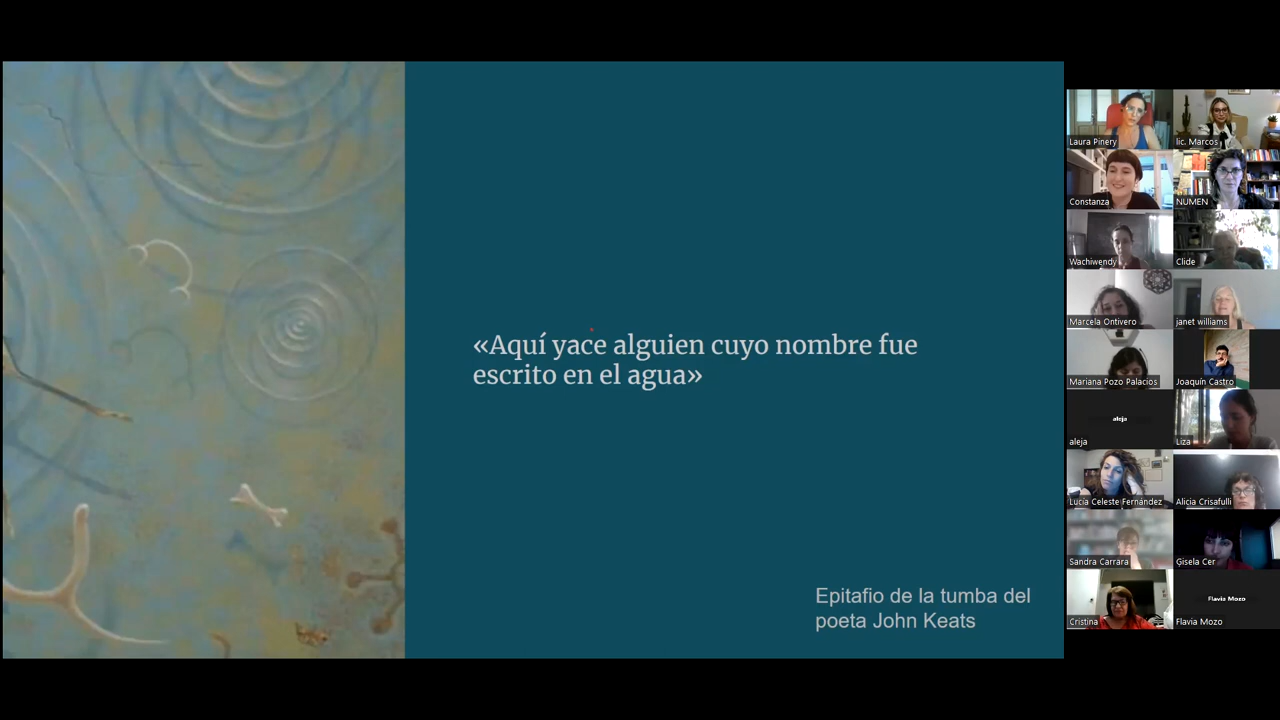 «Aquí yace alguien cuyo nombre fue
escrito en el agua»
Epitafio de la tumba del
poeta John Keats
Laura Pinery
lic. Marcos
Constanza
NUMEN
Wachiwendy
Clide
Marcela Ontivero
janet williams
Mariana Pozo Palacios
Joaquín Castro
aleja
aleja
Liza
Lucía Celeste Fernández
Alicia Crisafulli
Sandra Carrara
Gisela Cer
Cristina
Flavia Mozo
Flavia Mozo